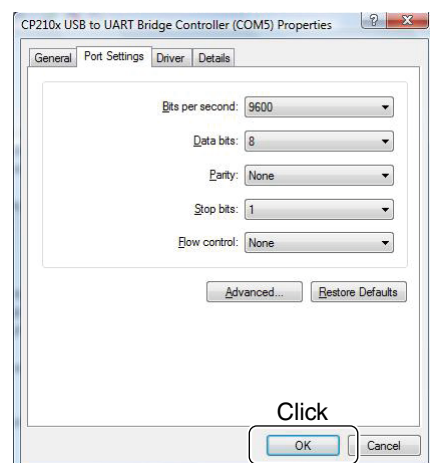 CP210x USB to UART Bridge Controller (COM5) Properties
General Port Settings Driver Details
Bits per second: 9600
Data bits: 8
Parity: None
Stop bits: 1
Flow control: None
Advanced... Restore Defaults
Click
OK Cancel